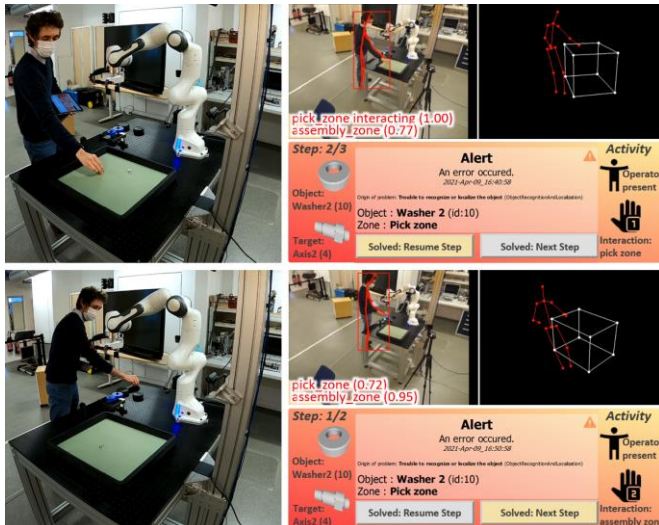 pick_zone interacting (1.00)
assembly_zone (0.77)
Step: 2/3
Alert
Activity
An error occured.
2021-Apr-09_16:40:58
Operato
present
Object:
Washer2 (10)
Origin of problem: Trouble to recognize or localize the object (ObjectRecognitionAndLocalization)
Object : Washer 2 (id:10)
Zone : Pick zone
1
Target:
Axis2 (4)
Solved: Resume Step
Solved: Next Step
Interaction:
pick zone
pick_zone (0.72)
assembly_zone (0.95)
Step: 1/2
Alert
Activity
An error occured.
2021-Apr-09_16:50:58
Operato
present
Object:
Washer2 (10)
Origin of problem: Trouble to recognize or localize the object (ObjectRecognitionAndLocalization)
Object : Washer 2 (id:10)
Zone : Pick zone
2
Target:
Axis2 (4)
Solved: Resume Step
Solved: Next Step
Interaction:
assembly zon